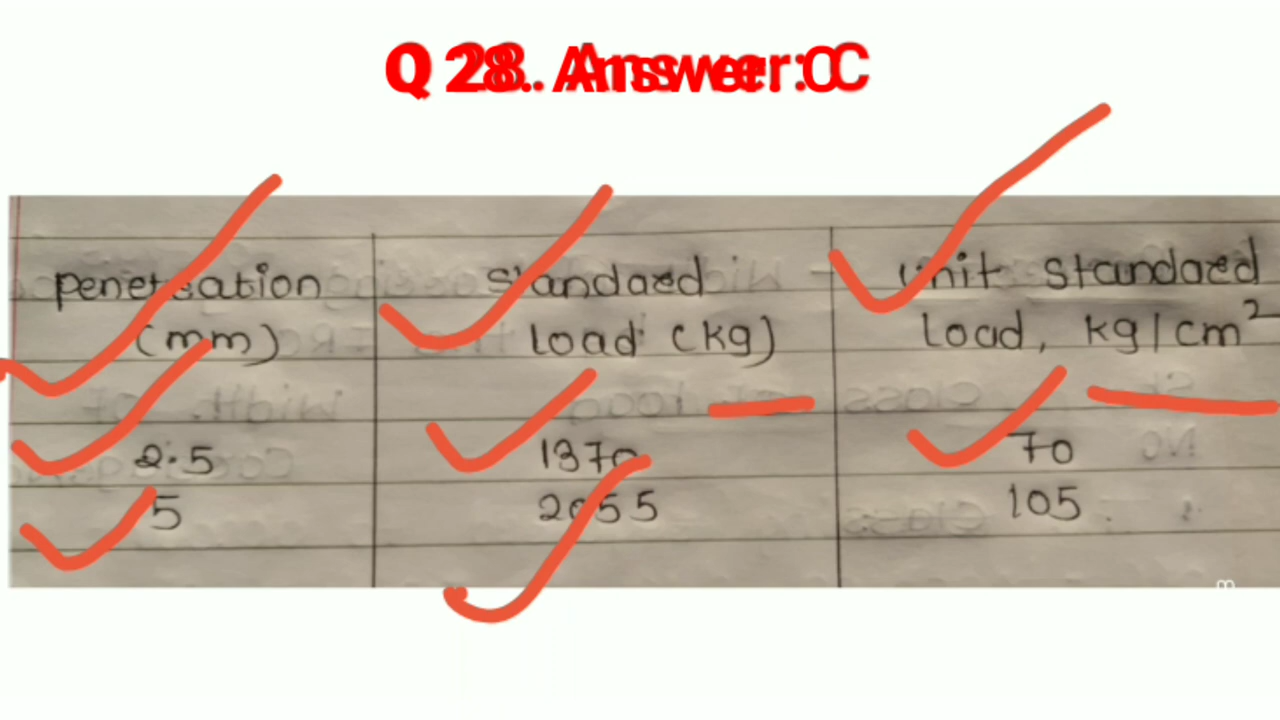 Q 28. Answer: C
penetration Standard unit standard
(mm) load (kg) load, kg/cm²
2.5 1370 70
5 2055 105